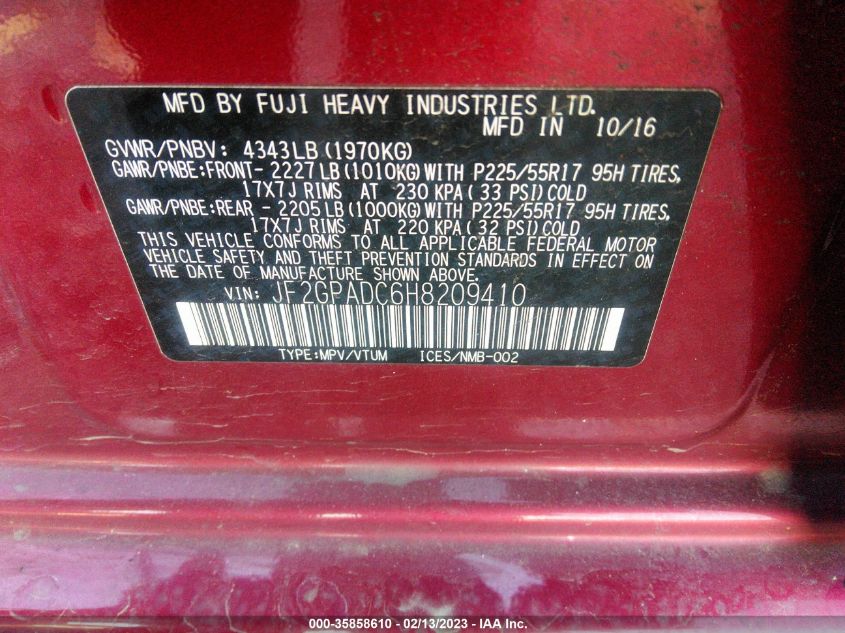 MFD BY FUJI HEAVY INDUSTRIES LTD.
MFD IN 10/16
GVWR/PNBV: 4343LB (1970KG)
GAWR/PNBE:FRONT- 2227LB (1010KG) WITH P225/55R17 95H TIRES,
17X7J RIMS AT 230 KPA (33 PSI) COLD
GAWR/PNBE:REAR - 2205LB (1000KG) WITH P225/55R17 95H TIRES,
17X7J RIMS AT 220 KPA (32 PSI) COLD
THIS VEHICLE CONFORMS TO ALL APPLICABLE FEDERAL MOTOR
VEHICLE SAFETY AND THEFT PREVENTION STANDARDS IN EFFECT ON
THE DATE OF MANUFACTURE SHOWN ABOVE.
VIN: JF2GPADC6H8209410
TYPE:MPV/VTUM ICES/NMB-002
000-35858610 - 02/13/2023 - IAA Inc.